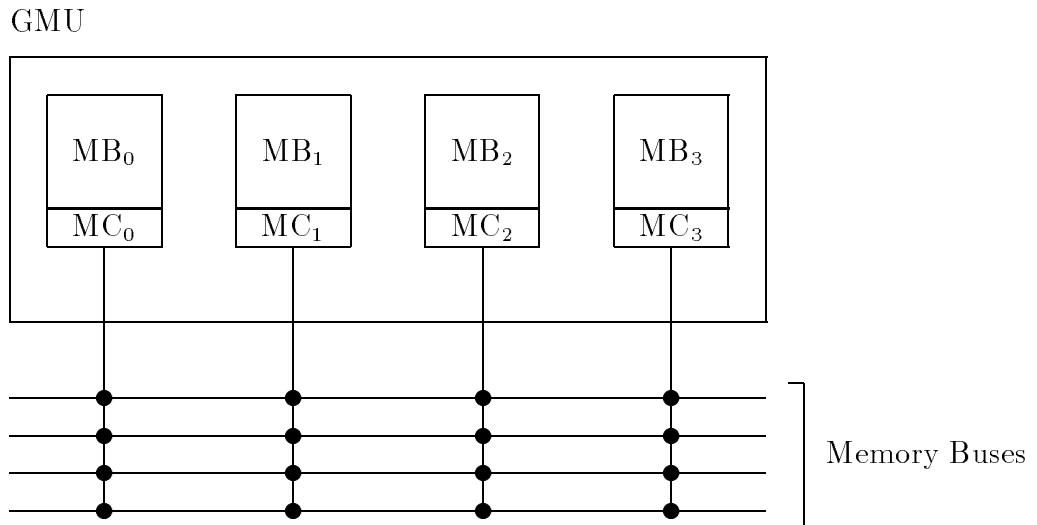 GMU
MB₀ MB₁ MB₂ MB₃
MC₀ MC₁ MC₂ MC₃
Memory Buses